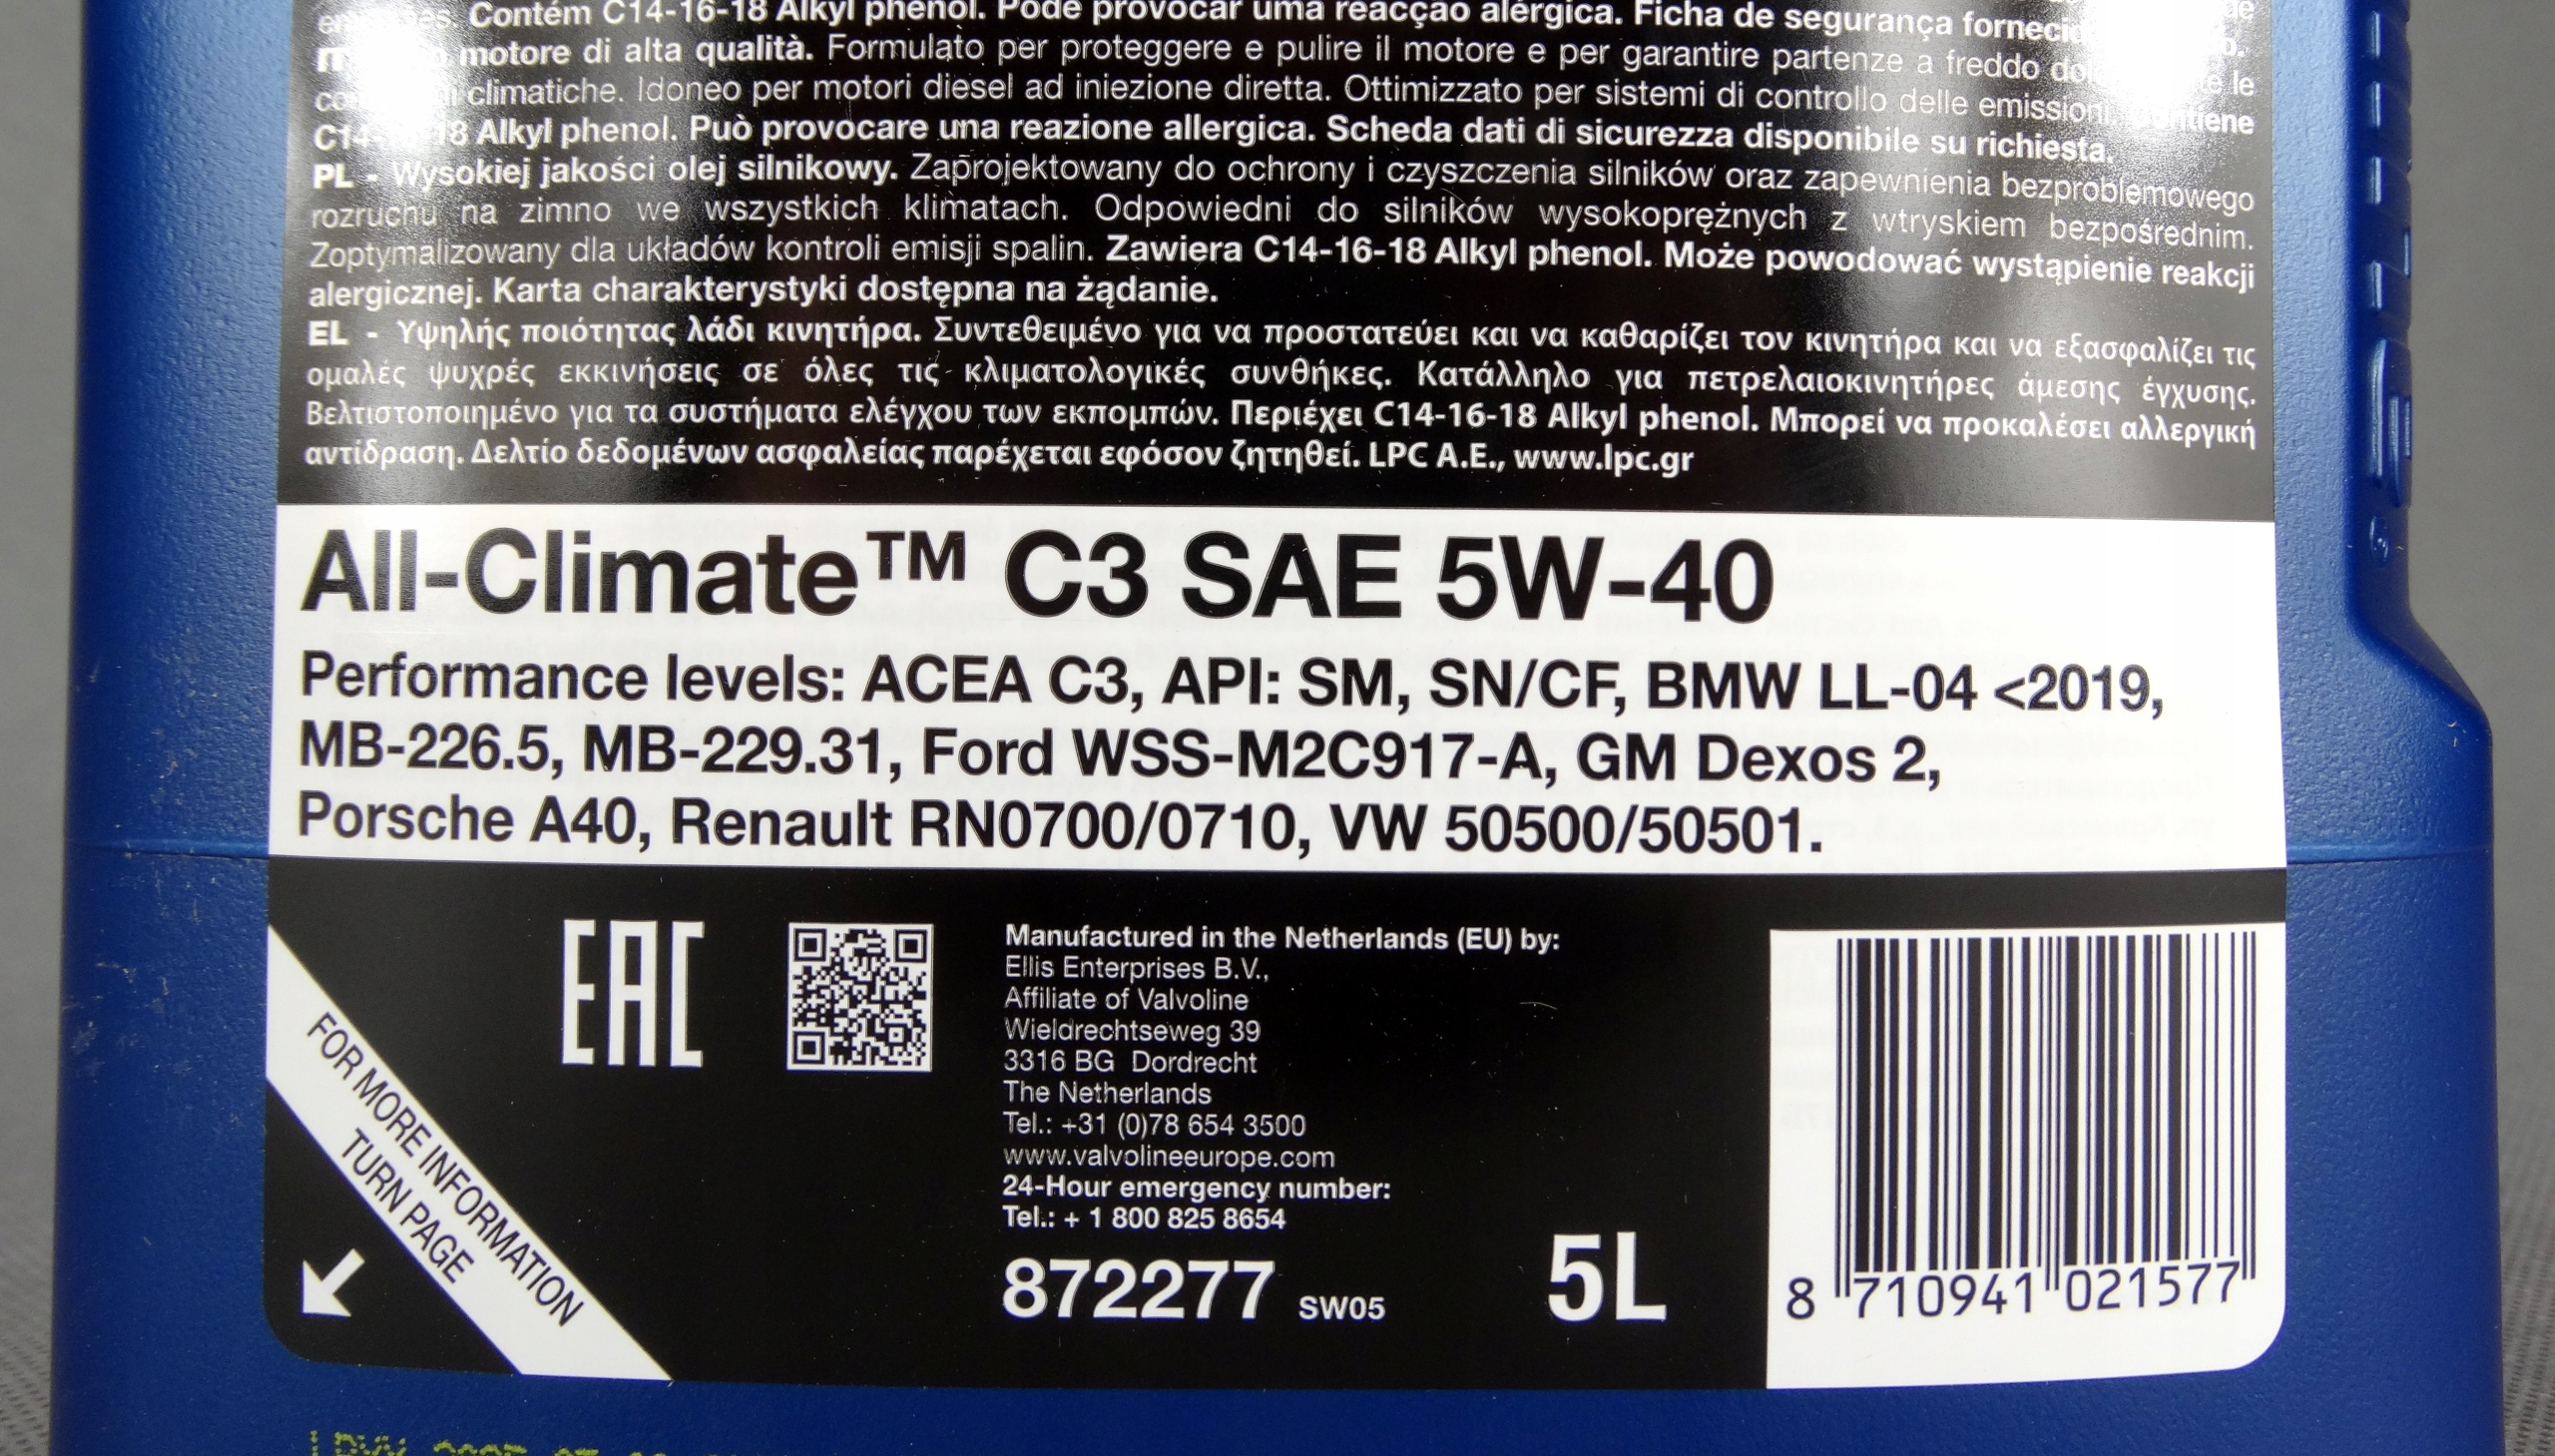 Contém C14-16-18 Alkyl phenol. Pode provocar uma reacção alérgica. Ficha de segurança
motore di alta qualità. Formulato per proteggere e pulire il motore e per garantire partenze a freddo
climatiche. Idoneo per motori diesel ad iniezione diretta. Ottimizzato per sistemi di controllo delle emissioni.
18 Alkyl phenol. Può provocare una reazione allergica. Scheda dati di sicurezza disponibile su richiesta.
PL - Wysokiej jakości olej silnikowy. Zaprojektowany do ochrony i czyszczenia silników oraz zapewnienia bezproblemowego
rozruchu na zimno we wszystkich klimatach. Odpowiedni do silników wysokoprężnych z wtryskiem bezpośrednim.
Zoptymalizowany dla układów kontroli emisji spalin. Zawiera C14-16-18 Alkyl phenol. Może powodować wystąpienie reakcji
alergicznej. Karta charakterystyki dostępna na żądanie.
EL - Υψηλής ποιότητας λάδι κινητήρα. Συντεθειμένο για να προστατεύει και να καθαρίζει τον κινητήρα και να εξασφαλίζει τις
ομαλές ψυχρές εκκινήσεις σε όλες τις κλιματολογικές συνθήκες. Κατάλληλο για πετρελαιοκινητήρες άμεσης έγχυσης.
Βελτιστοποιημένο για τα συστήματα ελέγχου των εκπομπών. Περιέχει C14-16-18 Alkyl phenol. Μπορεί να προκαλέσει αλλεργική
αντίδραση. Δελτίο δεδομένων ασφαλείας παρέχεται εφόσον ζητηθεί. LPC A.E., www.lpc.gr
All-Climate™ C3 SAE 5W-40
Performance levels: ACEA C3, API: SM, SN/CF, BMW LL-04 <2019,
MB-226.5, MB-229.31, Ford WSS-M2C917-A, GM Dexos 2,
Porsche A40, Renault RN0700/0710, VW 50500/50501.
EAC
Manufactured in the Netherlands (EU) by:
Ellis Enterprises B.V.,
Affiliate of Valvoline
Wieldrechtseweg 39
3316 BG Dordrecht
The Netherlands
Tel.: +31 (0)78 654 3500
www.valvolineeurope.com
24-Hour emergency number:
Tel.: + 1 800 825 8654
872277 SW05
5L
8 710941 021577
FOR MORE INFORMATION
TURN PAGE